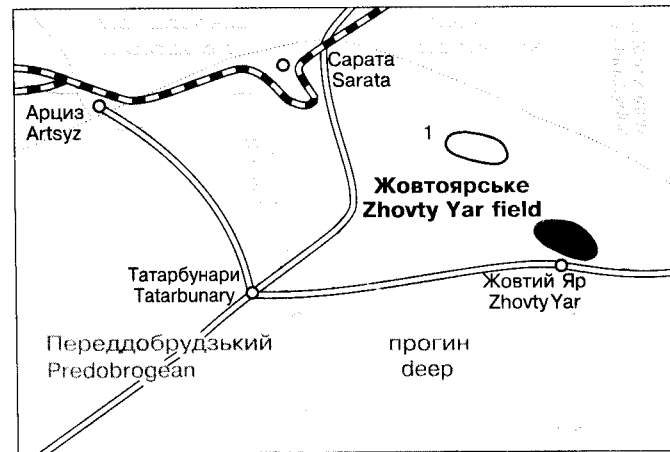 Сарата
Sarata
Арциз
Artsyz
1
Жовтоярське
Zhovty Yar field
Татарбунари
Tatarbunary
Жовтий Яр
Zhovty Yar
Переддобрудзький прогин
Predobrogean deep